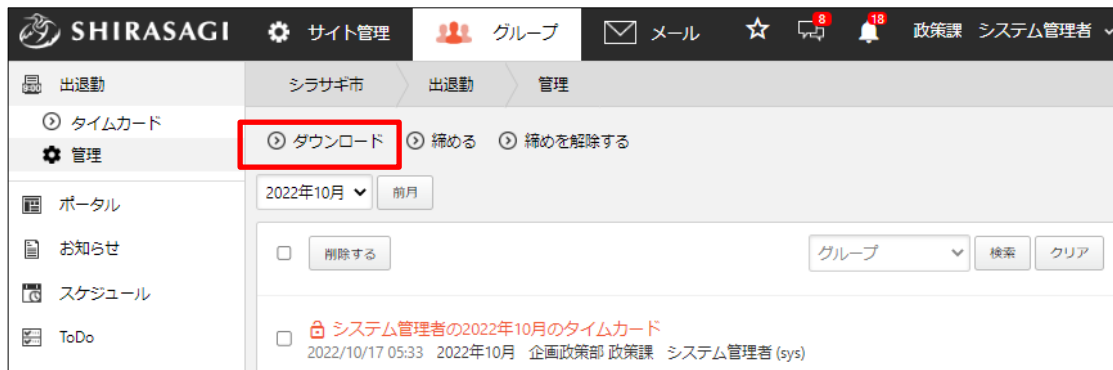 SHIRASAGI サイト管理 グループ メール 8 18 政策課 システム管理者
出退勤 シラサギ市 出退勤 管理
タイムカード
管理
ダウンロード 締める 締めを解除する
2022年10月 前月
ポータル
お知らせ
削除する グループ 検索 クリア
スケジュール
ToDo
システム管理者の2022年10月のタイムカード
2022/10/17 05:33 2022年10月 企画政策部 政策課 システム管理者 (sys)